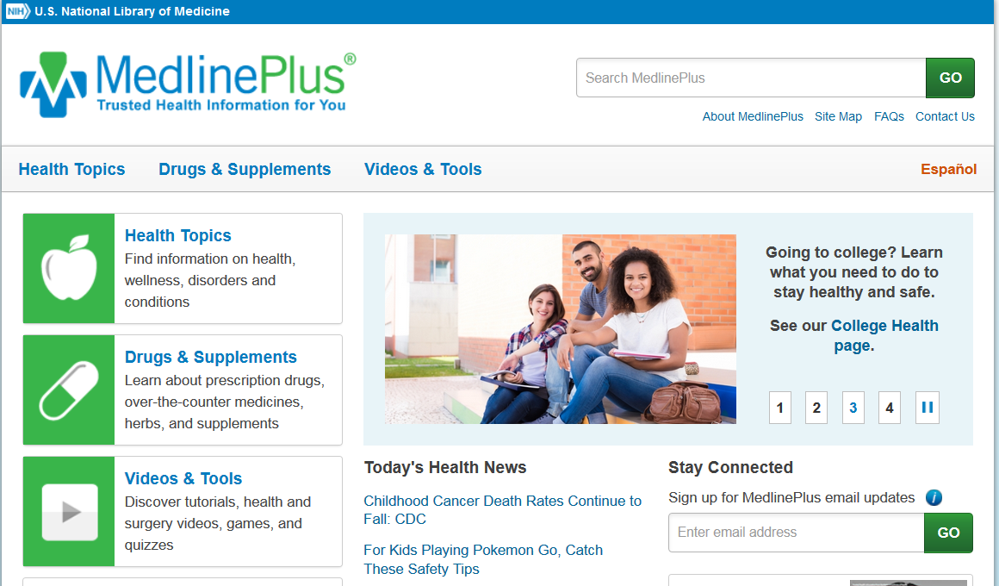 NIH U.S. National Library of Medicine
MedlinePlus®
Trusted Health Information for You
Search MedlinePlus
GO
About MedlinePlus Site Map FAQs Contact Us
Health Topics Drugs & Supplements Videos & Tools Español
Health Topics
Find information on health,
wellness, disorders and
conditions
Drugs & Supplements
Learn about prescription drugs,
over-the-counter medicines,
herbs, and supplements
Videos & Tools
Discover tutorials, health and
surgery videos, games, and
quizzes
Going to college? Learn
what you need to do to
stay healthy and safe.
See our College Health
page.
1 2 3 4
Today's Health News
Childhood Cancer Death Rates Continue to
Fall: CDC
For Kids Playing Pokemon Go, Catch
These Safety Tips
Stay Connected
Sign up for MedlinePlus email updates i
Enter email address
GO